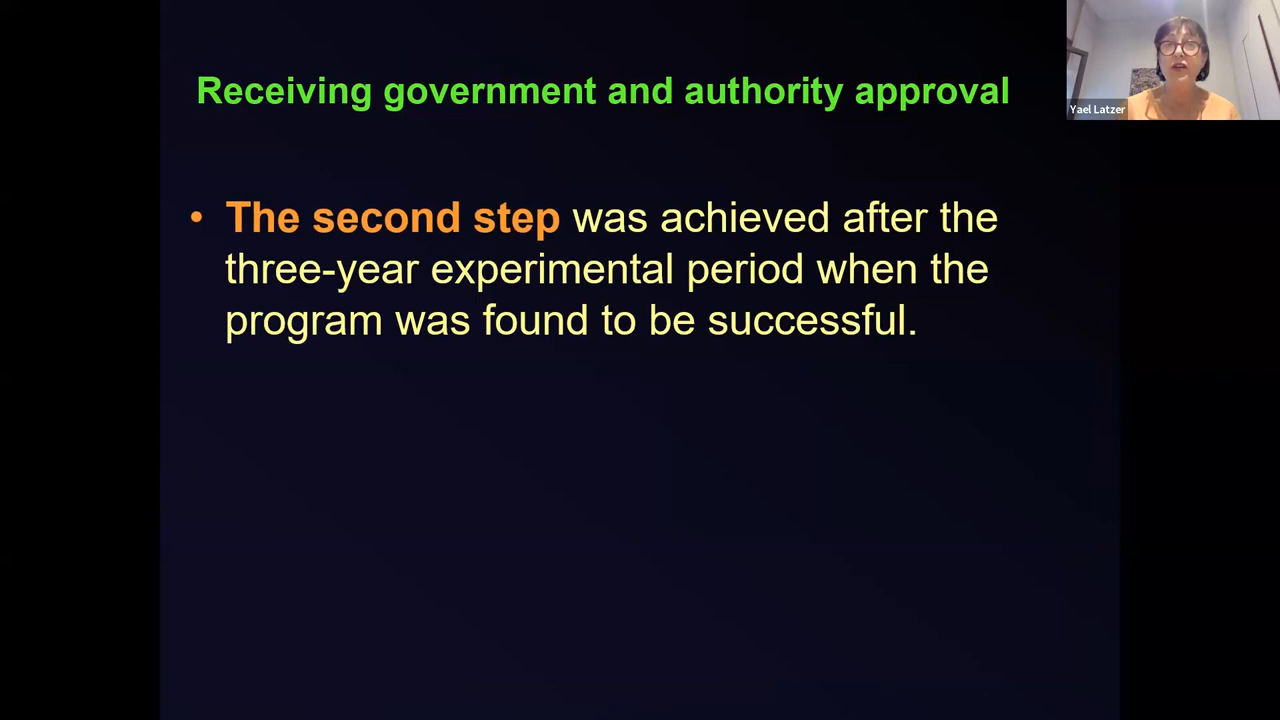 Receiving government and authority approval
Yael Latzer
• The second step was achieved after the
three-year experimental period when the
program was found to be successful.